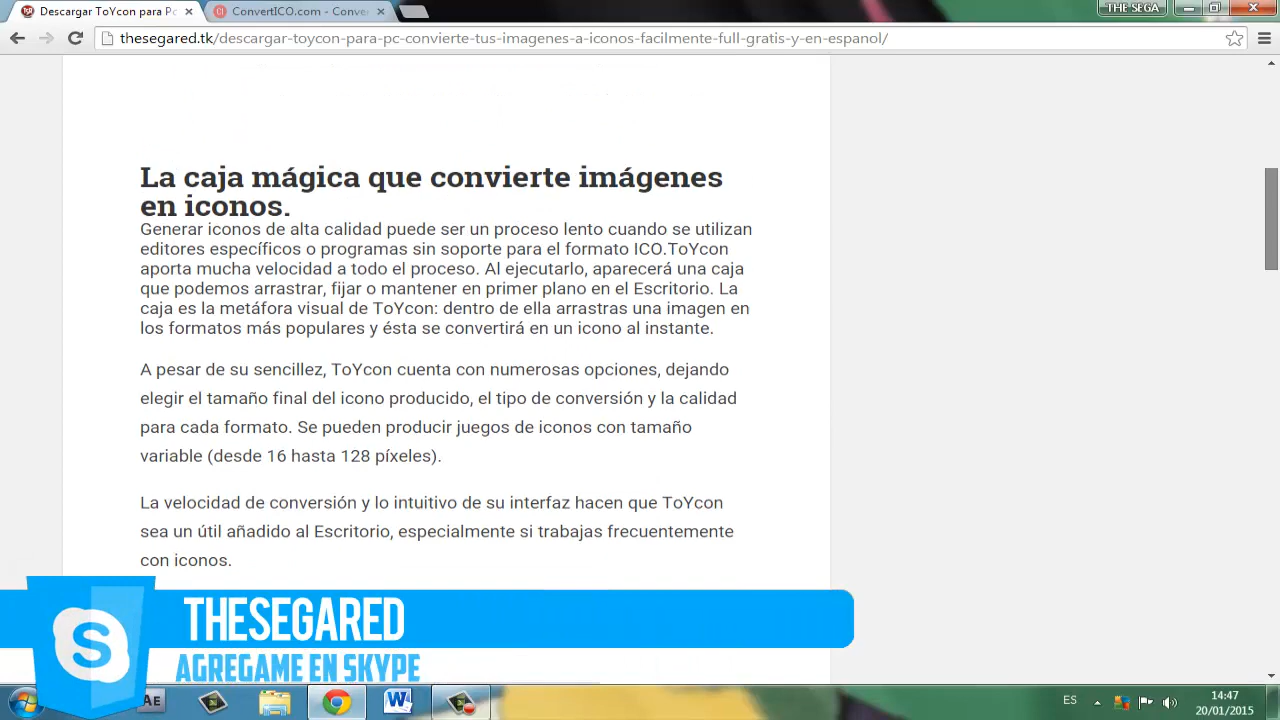 Descargar ToYcon para Pc
ConvertICO.com - Conve
THE SEGA
thesegared.tk/descargar-toycon-para-pc-convierte-tus-imagenes-a-iconos-facilmente-full-gratis-y-en-espanol/
La caja mágica que convierte imágenes
en iconos.
Generar iconos de alta calidad puede ser un proceso lento cuando se utilizan
editores específicos o programas sin soporte para el formato ICO.ToYcon
aporta mucha velocidad a todo el proceso. Al ejecutarlo, aparecerá una caja
que podemos arrastrar, fijar o mantener en primer plano en el Escritorio. La
caja es la metáfora visual de ToYcon: dentro de ella arrastras una imagen en
los formatos más populares y ésta se convertirá en un icono al instante.
A pesar de su sencillez, ToYcon cuenta con numerosas opciones, dejando
elegir el tamaño final del icono producido, el tipo de conversión y la calidad
para cada formato. Se pueden producir juegos de iconos con tamaño
variable (desde 16 hasta 128 píxeles).
La velocidad de conversión y lo intuitivo de su interfaz hacen que ToYcon
sea un útil añadido al Escritorio, especialmente si trabajas frecuentemente
con iconos.
THESEGARED
AGREGAME EN SKYPE
AE
ES
14:47
20/01/2015